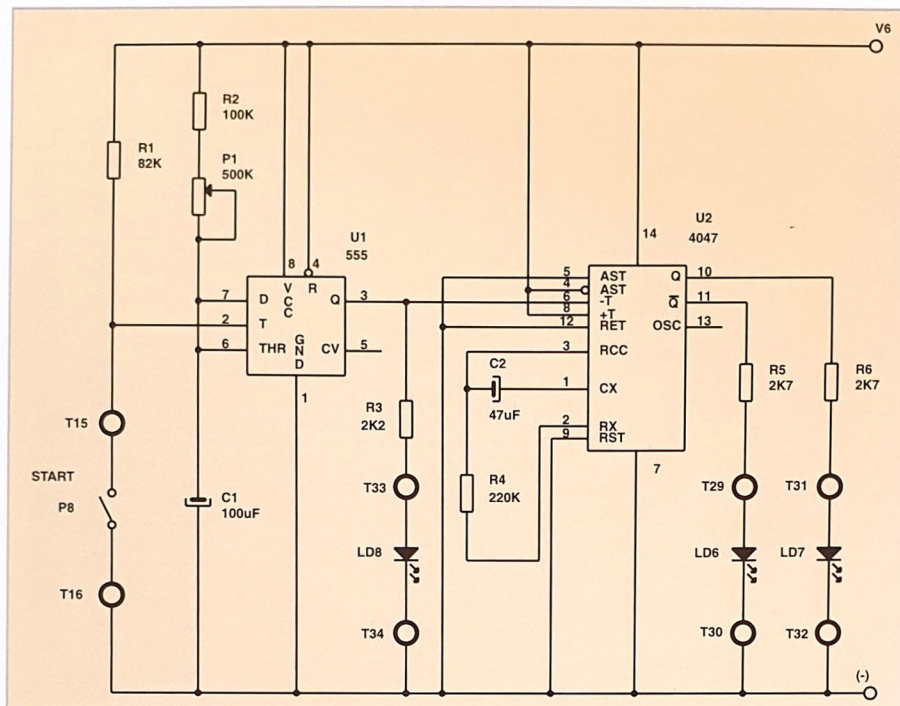 V6
R2
100K
R1
82K
P1
500K
U1
555
8
4
V
C
C
R
7
D
Q
3
2
T
6
THR
G
N
D
CV
5
1
U2
4047
14
5
AST
Q
10
4
AST
6
-T
Q
11
8
+T
12
RET
OSC
13
3
RCC
C2
47uF
1
CX
2
RX
9
RST
7
R3
2K2
R4
220K
R5
2K7
R6
2K7
T15
START
P8
T16
C1
100uF
T33
LD8
T34
T29
T31
LD6
LD7
T30
T32
(-)